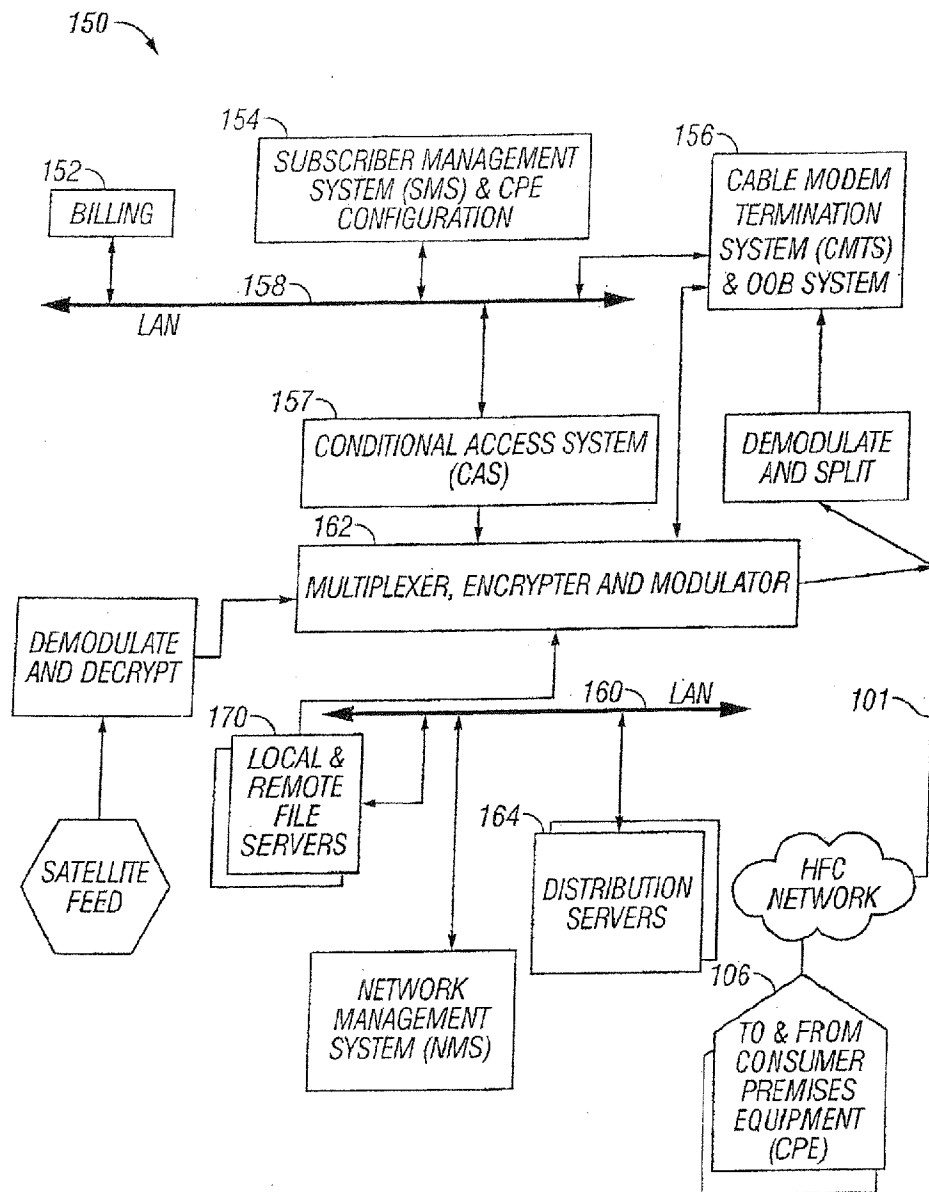 150
154
SUBSCRIBER MANAGEMENT
SYSTEM (SMS) & CPE
CONFIGURATION
156
CABLE MODEM
TERMINATION
SYSTEM (CMTS)
& OOB SYSTEM
152
BILLING
158
LAN
157
CONDITIONAL ACCESS SYSTEM
(CAS)
DEMODULATE
AND SPLIT
162
MULTIPLEXER, ENCRYPTER AND MODULATOR
DEMODULATE
AND DECRYPT
160
LAN
101
170
LOCAL &
REMOTE
FILE
SERVERS
164
DISTRIBUTION
SERVERS
SATELLITE
FEED
HFC
NETWORK
NETWORK
MANAGEMENT
SYSTEM (NMS)
106
TO & FROM
CONSUMER
PREMISES
EQUIPMENT
(CPE)